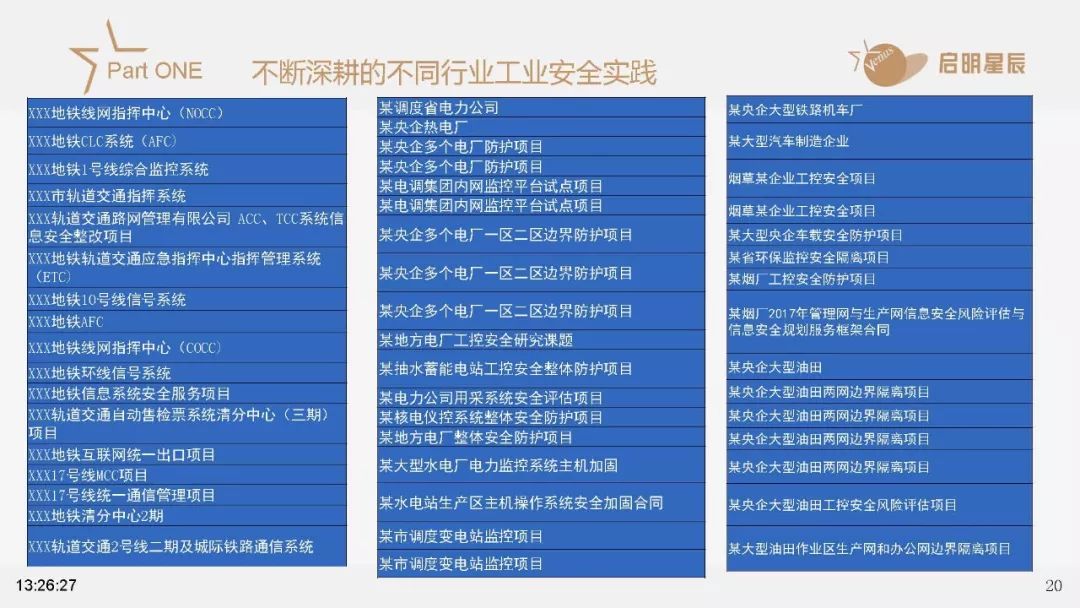 Part ONE
不断深耕的不同行业工业安全实践
Venus
启明星辰
XXX地铁线网指挥中心（NOCC）
XXX地铁CLC系统（AFC）
XXX地铁1号线综合监控系统
XXX市轨道交通指挥系统
XXX轨道交通路网管理有限公司 ACC、TCC系统信
息安全整改项目
XXX地铁轨道交通应急指挥中心指挥管理系统
（ETC）
XXX地铁10号线信号系统
XXX地铁AFC
XXX地铁线网指挥中心（COCC）
XXX地铁环线信号系统
XXX地铁信息系统安全服务项目
XXX轨道交通自动售检票系统清分中心（三期）
项目
XXX地铁互联网统一出口项目
XXX17号线MCC项目
XXX17号线统一通信管理项目
XXX地铁清分中心2期
XXX轨道交通2号线二期及城际铁路通信系统
某调度省电力公司
某央企热电厂
某央企多个电厂防护项目
某央企多个电厂防护项目
某电调集团内网监控平台试点项目
某电调集团内网监控平台试点项目
某央企多个电厂一区二区边界防护项目
某央企多个电厂一区二区边界防护项目
某央企多个电厂一区二区边界防护项目
某地方电厂工控安全研究课题
某抽水蓄能电站工控安全整体防护项目
某电力公司用采系统安全评估项目
某核电仪控系统整体安全防护项目
某地方电厂整体安全防护项目
某大型水电厂电力监控系统主机加固
某水电站生产区主机操作系统安全加固合同
某市调度变电站监控项目
某市调度变电站监控项目
某央企大型铁路机车厂
某大型汽车制造企业
烟草某企业工控安全项目
烟草某企业工控安全项目
某大型央企车载安全防护项目
某省环保监控安全隔离项目
某烟厂工控安全防护项目
某烟厂2017年管理网与生产网信息安全风险评估与
信息安全规划服务框架合同
某央企大型油田
某央企大型油田两网边界隔离项目
某央企大型油田两网边界隔离项目
某央企大型油田两网边界隔离项目
某央企大型油田两网边界隔离项目
某央企大型油田工控安全风险评估项目
某大型油田作业区生产网和办公网边界隔离项目
13:26:27
20